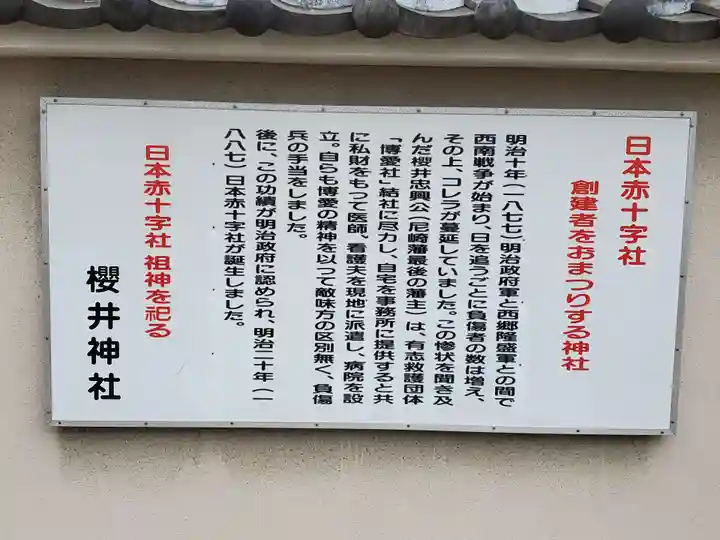 日本赤十字社
創建者をおまつりする神社
明治十年(一八七七)明治政府軍と西郷隆盛軍との間で
西南戦争が始まり、日を追うごとに負傷者の数は増え、
その上、コレラが蔓延していました。この惨状を聞き及
んだ櫻井忠興公(尼崎藩最後の藩主)は、有志救護団体
「博愛社」結社に尽力し、自宅を事務所に提供すると共
に私財をもって医師、看護夫を現地に派遣し、病院を設
立。自らも博愛の精神を以って敵味方の区別無く、負傷
兵の手当をしました。
後に、この功績が明治政府に認められ、明治二十年(一
八八七)日本赤十字社が誕生しました。
日本赤十字社 祖神を祀る
櫻井神社